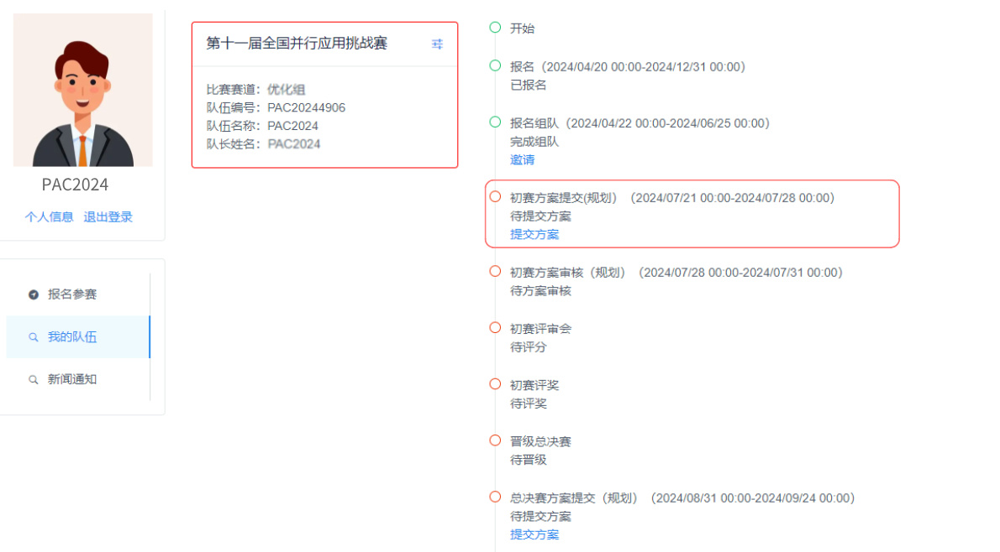 PAC2024
个人信息 退出登录
报名参赛
我的队伍
新闻通知
第十一届全国并行应用挑战赛
比赛赛道：优化组
队伍编号：PAC20244906
队伍名称：PAC2024
队长姓名：PAC2024
开始
报名（2024/04/20 00:00-2024/12/31 00:00）
已报名
报名组队（2024/04/22 00:00-2024/06/25 00:00）
完成组队
邀请
初赛方案提交(规划）（2024/07/21 00:00-2024/07/28 00:00）
待提交方案
提交方案
初赛方案审核（规划）（2024/07/28 00:00-2024/07/31 00:00）
待方案审核
初赛评审会
待评分
初赛评奖
待评奖
晋级总决赛
待晋级
总决赛方案提交（规划）（2024/08/31 00:00-2024/09/24 00:00）
待提交方案
提交方案